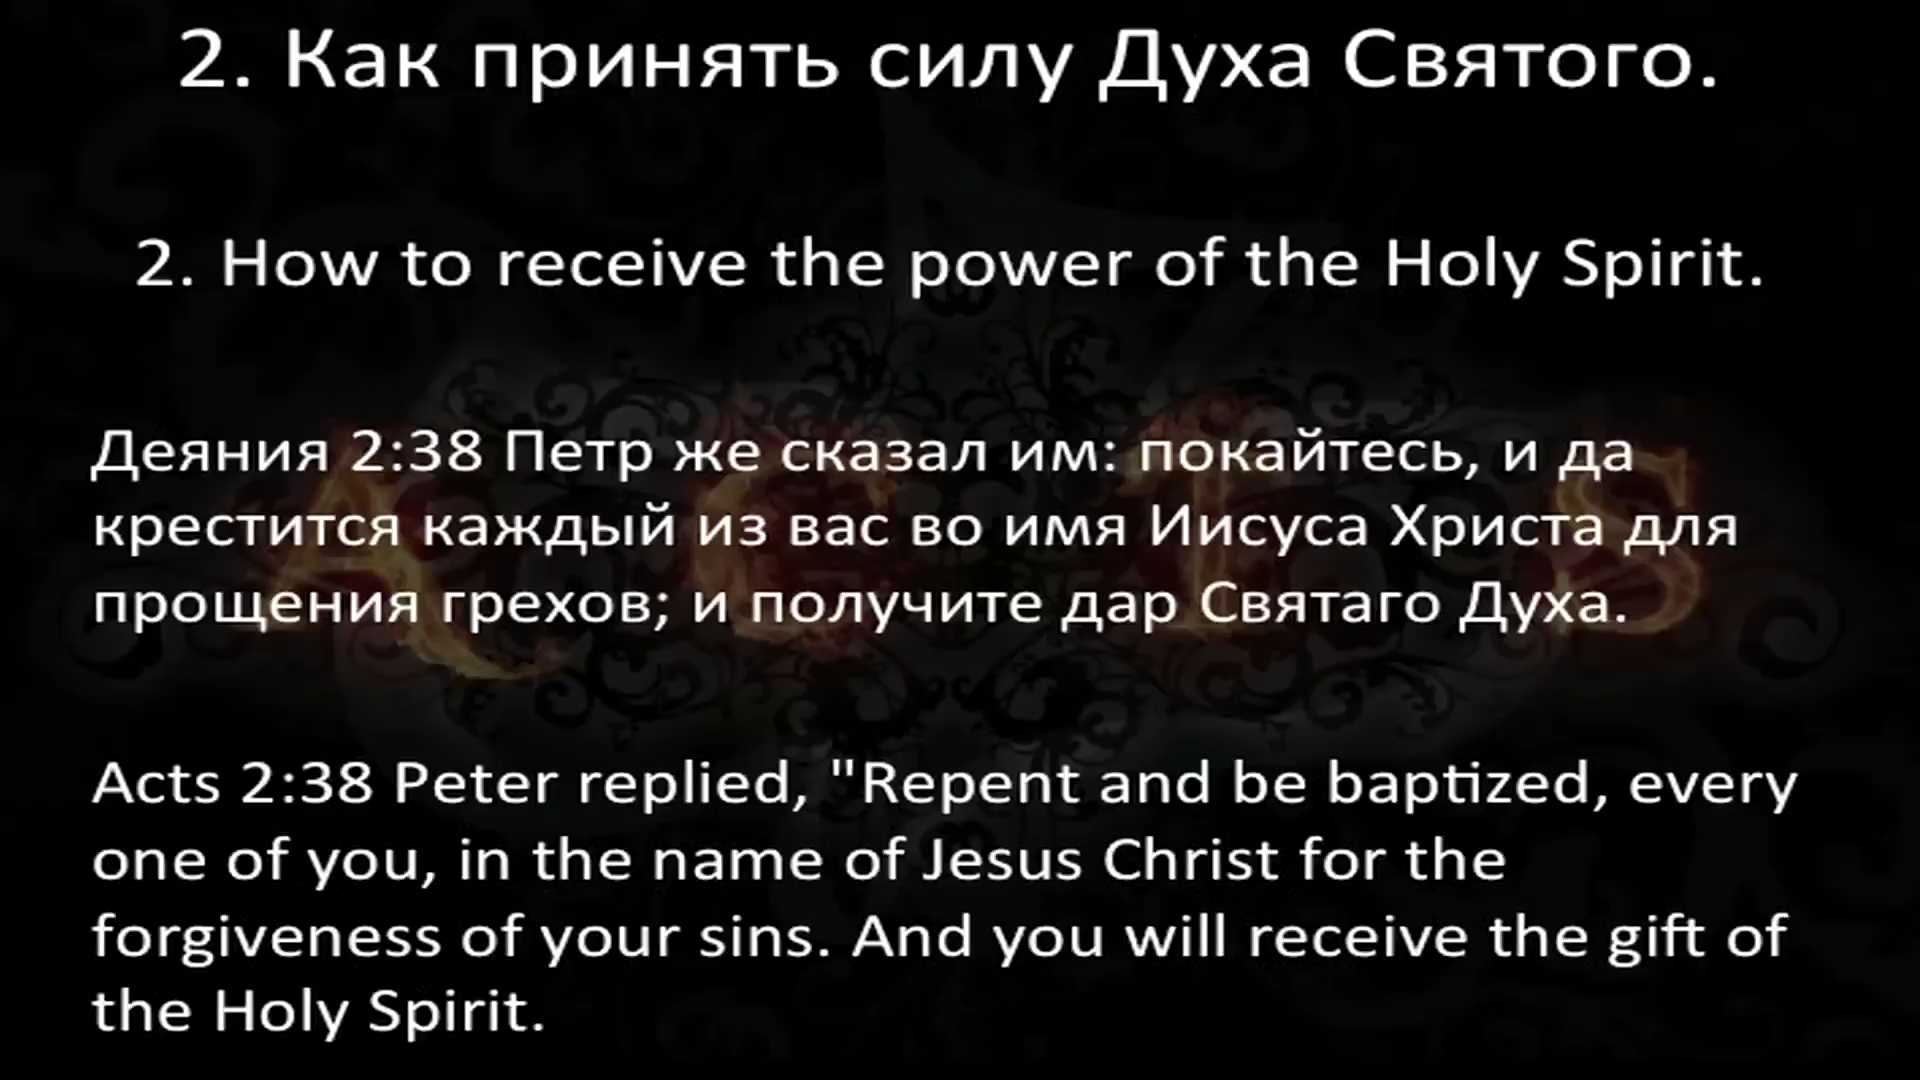 2. Как принять силу Духа Святого.
2. How to receive the power of the Holy Spirit.
ACTS
Деяния 2:38 Петр же сказал им: покайтесь, и да
крестится каждый из вас во имя Иисуса Христа для
прощения грехов; и получите дар Святаго Духа.
Acts 2:38 Peter replied, "Repent and be baptized, every
one of you, in the name of Jesus Christ for the
forgiveness of your sins. And you will receive the gift of
the Holy Spirit.